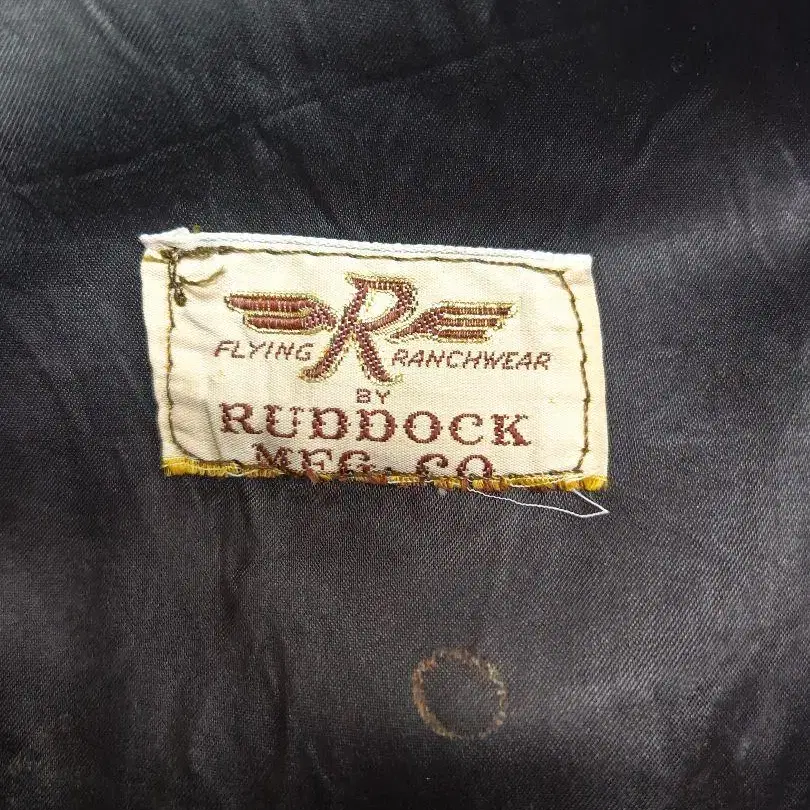 R
FLYING RANCHWEAR
BY
RUDDOCK
MFG. CO.